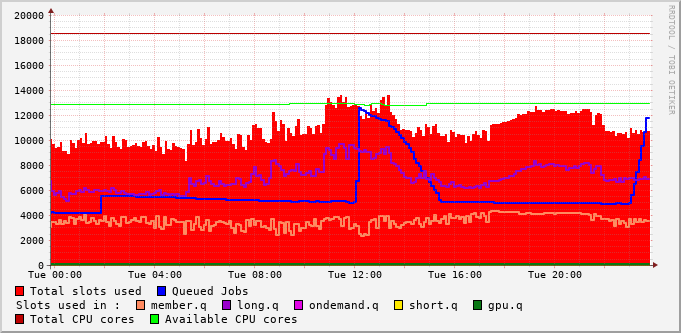 RRDTOOL / TOBI OETIKER
20000
18000
16000
14000
12000
10000
8000
6000
4000
2000
0
Tue 00:00 Tue 04:00 Tue 08:00 Tue 12:00 Tue 16:00 Tue 20:00
Total slots used Queued Jobs
Slots used in : member.q long.q ondemand.q short.q gpu.q
Total CPU cores Available CPU cores